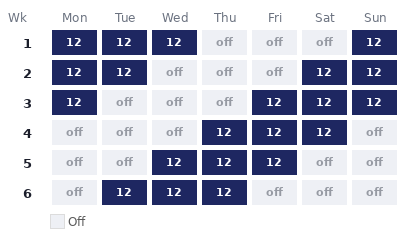 Wk Mon Tue Wed Thu Fri Sat Sun
1 12 12 12 off off off 12
2 12 12 off off off 12 12
3 12 off off off 12 12 12
4 off off off 12 12 12 off
5 off off 12 12 12 off off
6 off 12 12 12 off off off
Off